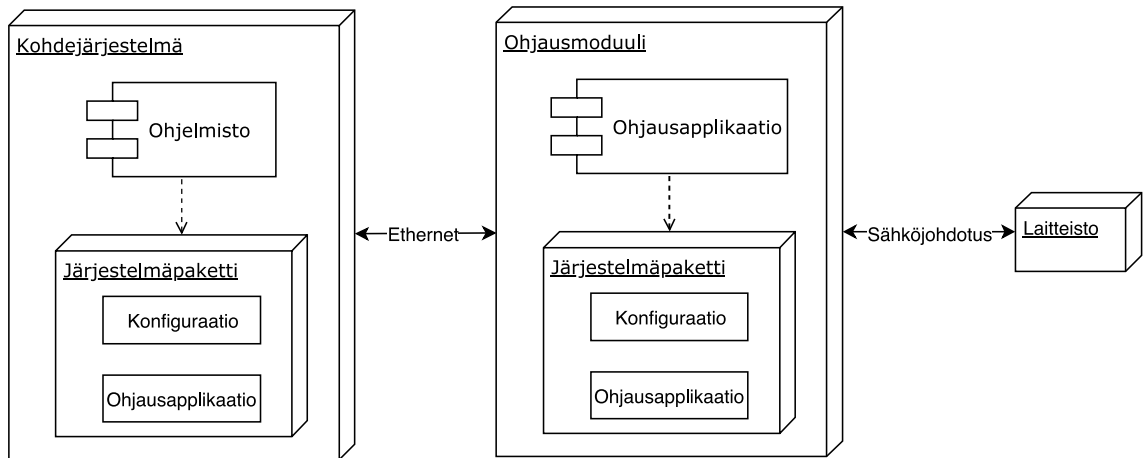 Kohdejärjestelmä
Ohjelmisto
Järjestelmäpaketti
Konfiguraatio
Ohjausapplikaatio
Ethernet
Ohjausmoduuli
Ohjausapplikaatio
Järjestelmäpaketti
Konfiguraatio
Ohjausapplikaatio
Sähköjohdotus
Laitteisto